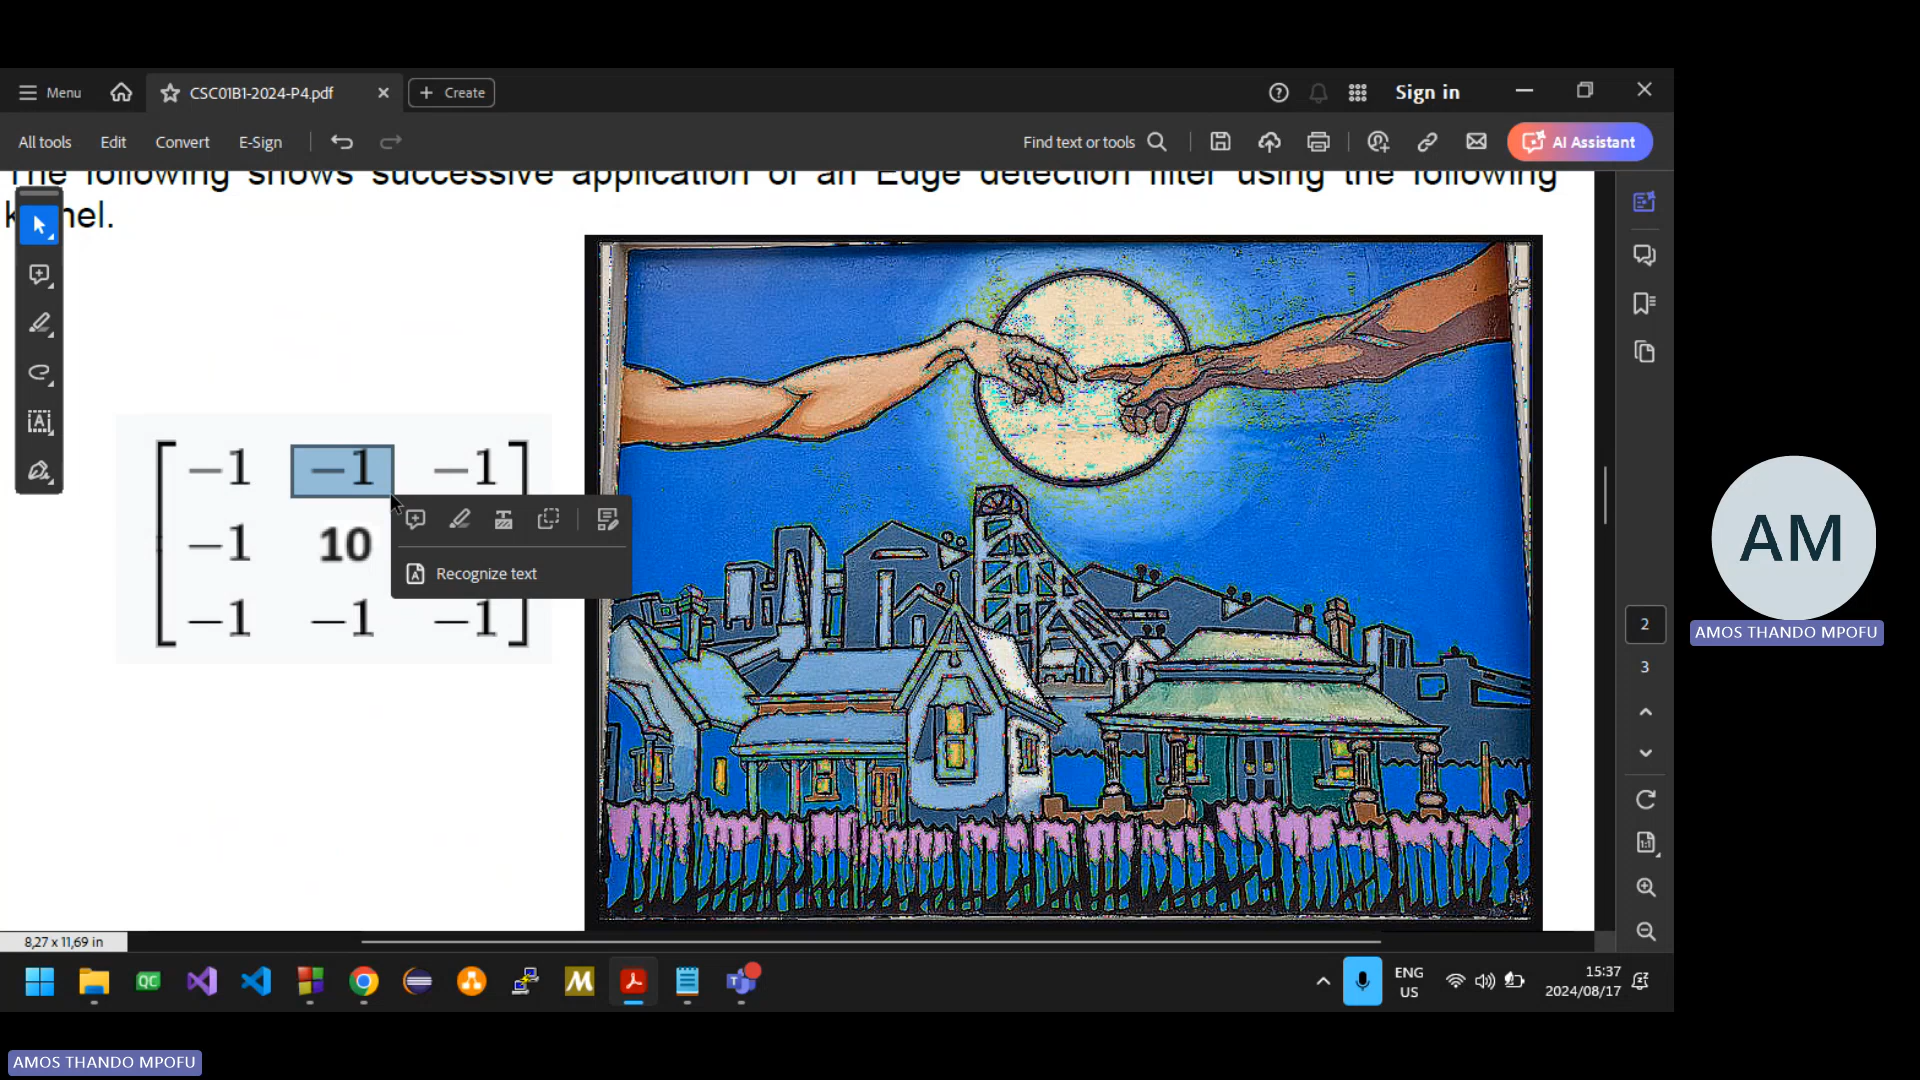 Menu
CSC01B1-2024-P4.pdf
Create
Sign in
All tools
Edit
Convert
E-Sign
Find text or tools
AI Assistant
The following shows successive application of an Edge detection filter using the following
nel.
−1 −1 −1
−1 10
−1 −1 −1
Recognize text
2
3
8,27 x 11,69 in
QC
ENG
US
15:37
2024/08/17
AM
AMOS THANDO MPOFU
AMOS THANDO MPOFU